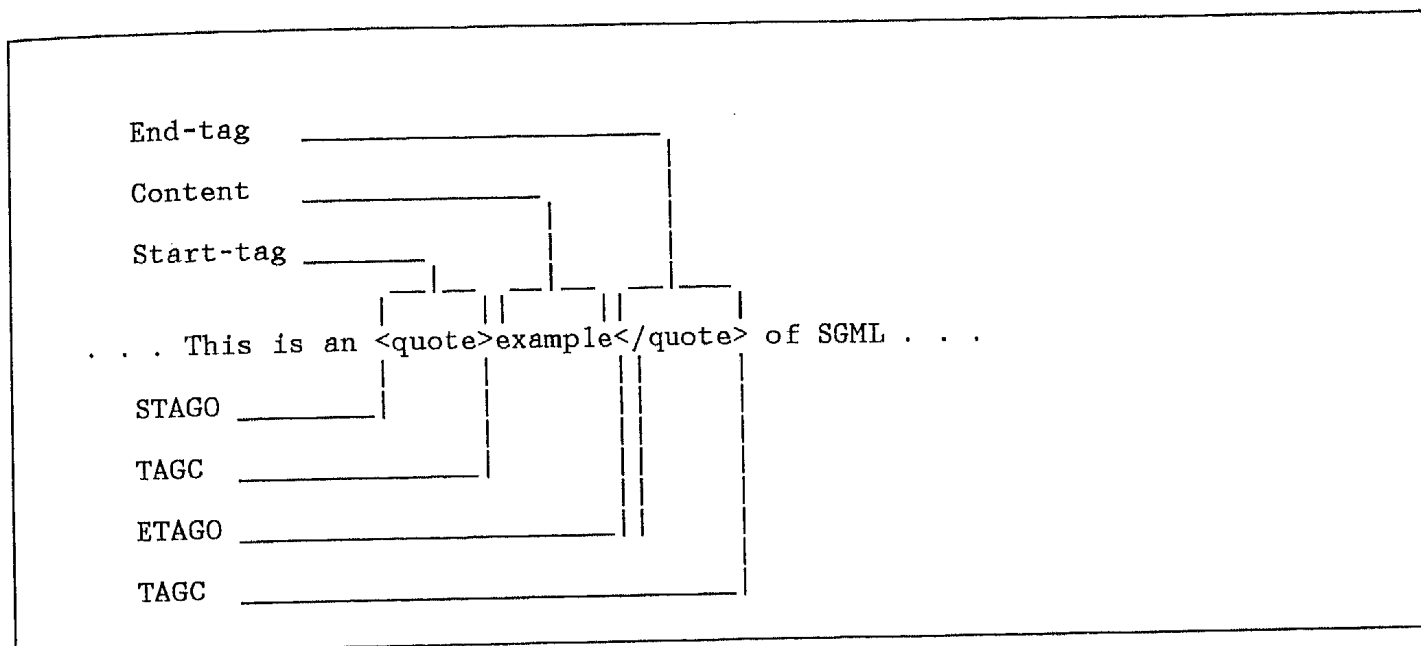 End-tag
Content
Start-tag
. . . This is an <quote>example</quote> of SGML . . .
STAGO
TAGC
ETAGO
TAGC